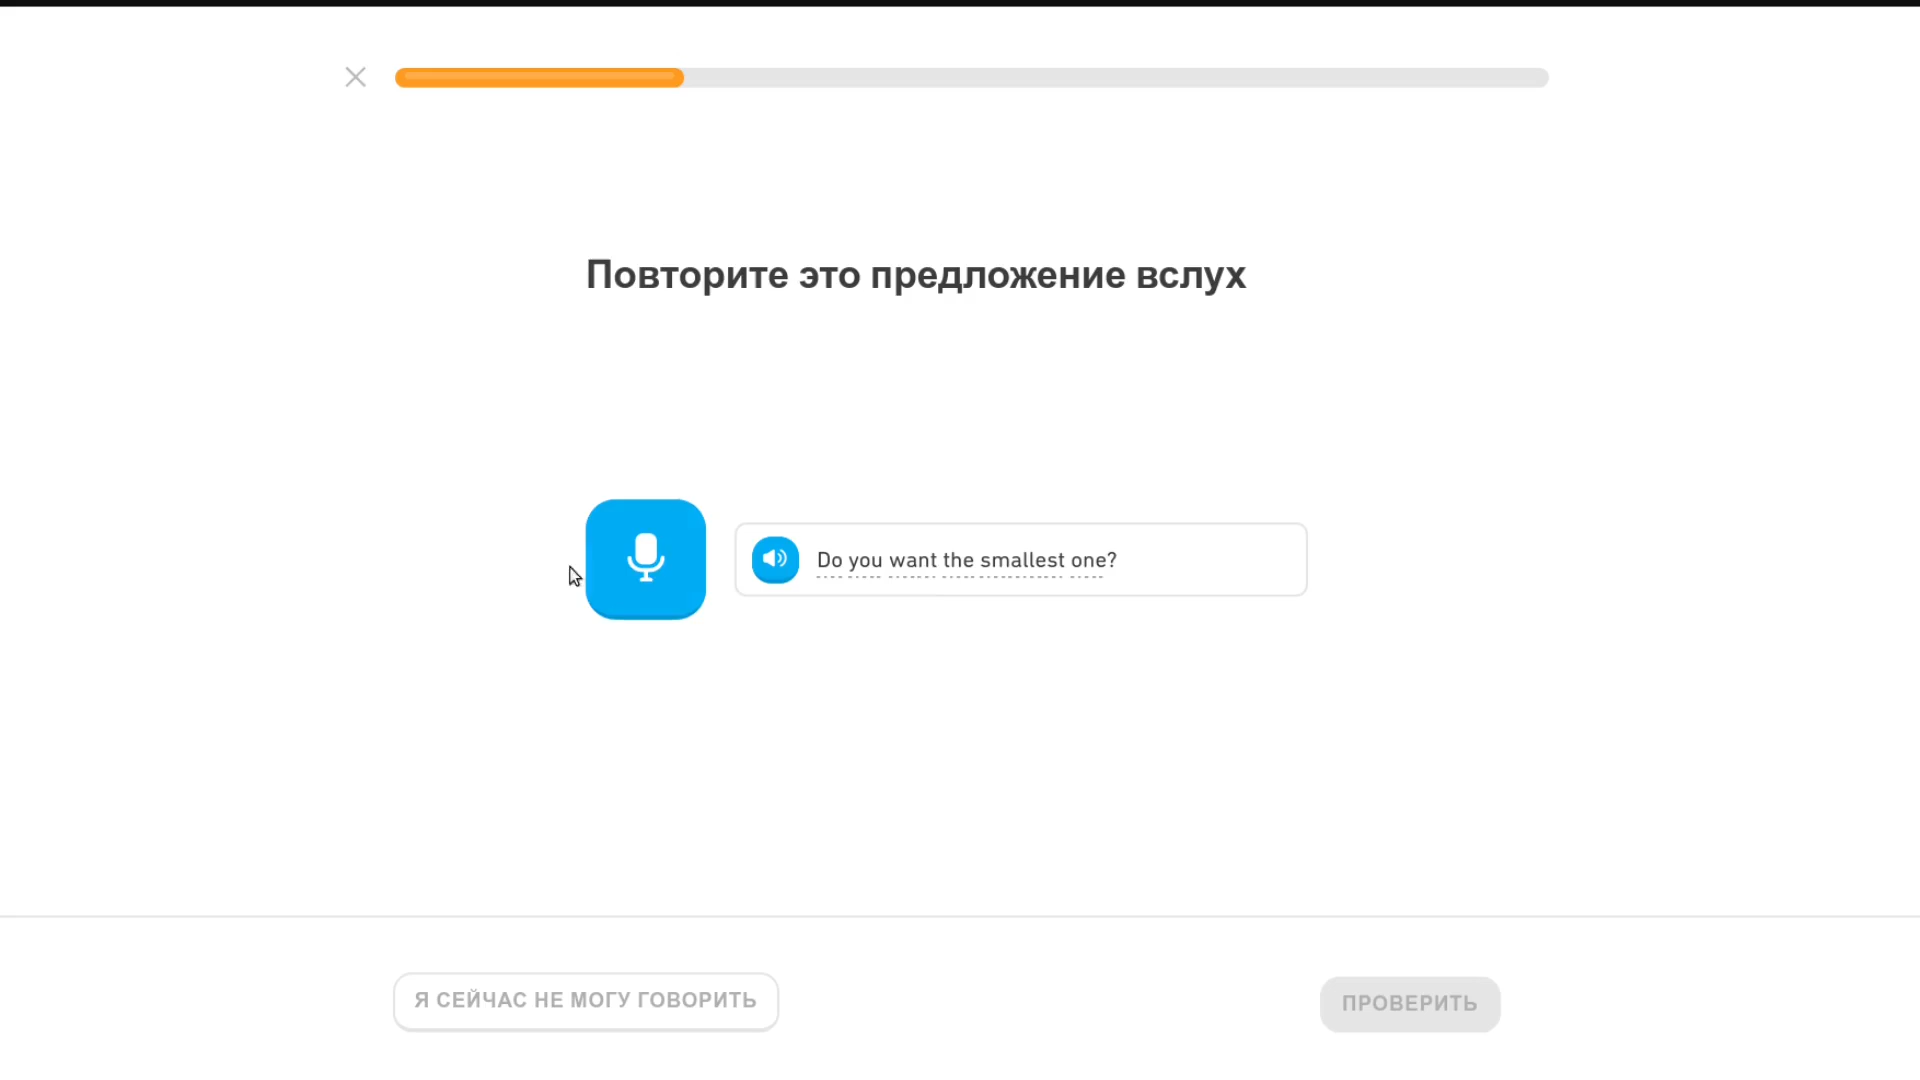 Повторите это предложение вслух
Do you want the smallest one?
Я СЕЙЧАС НЕ МОГУ ГОВОРИТЬ
ПРОВЕРИТЬ